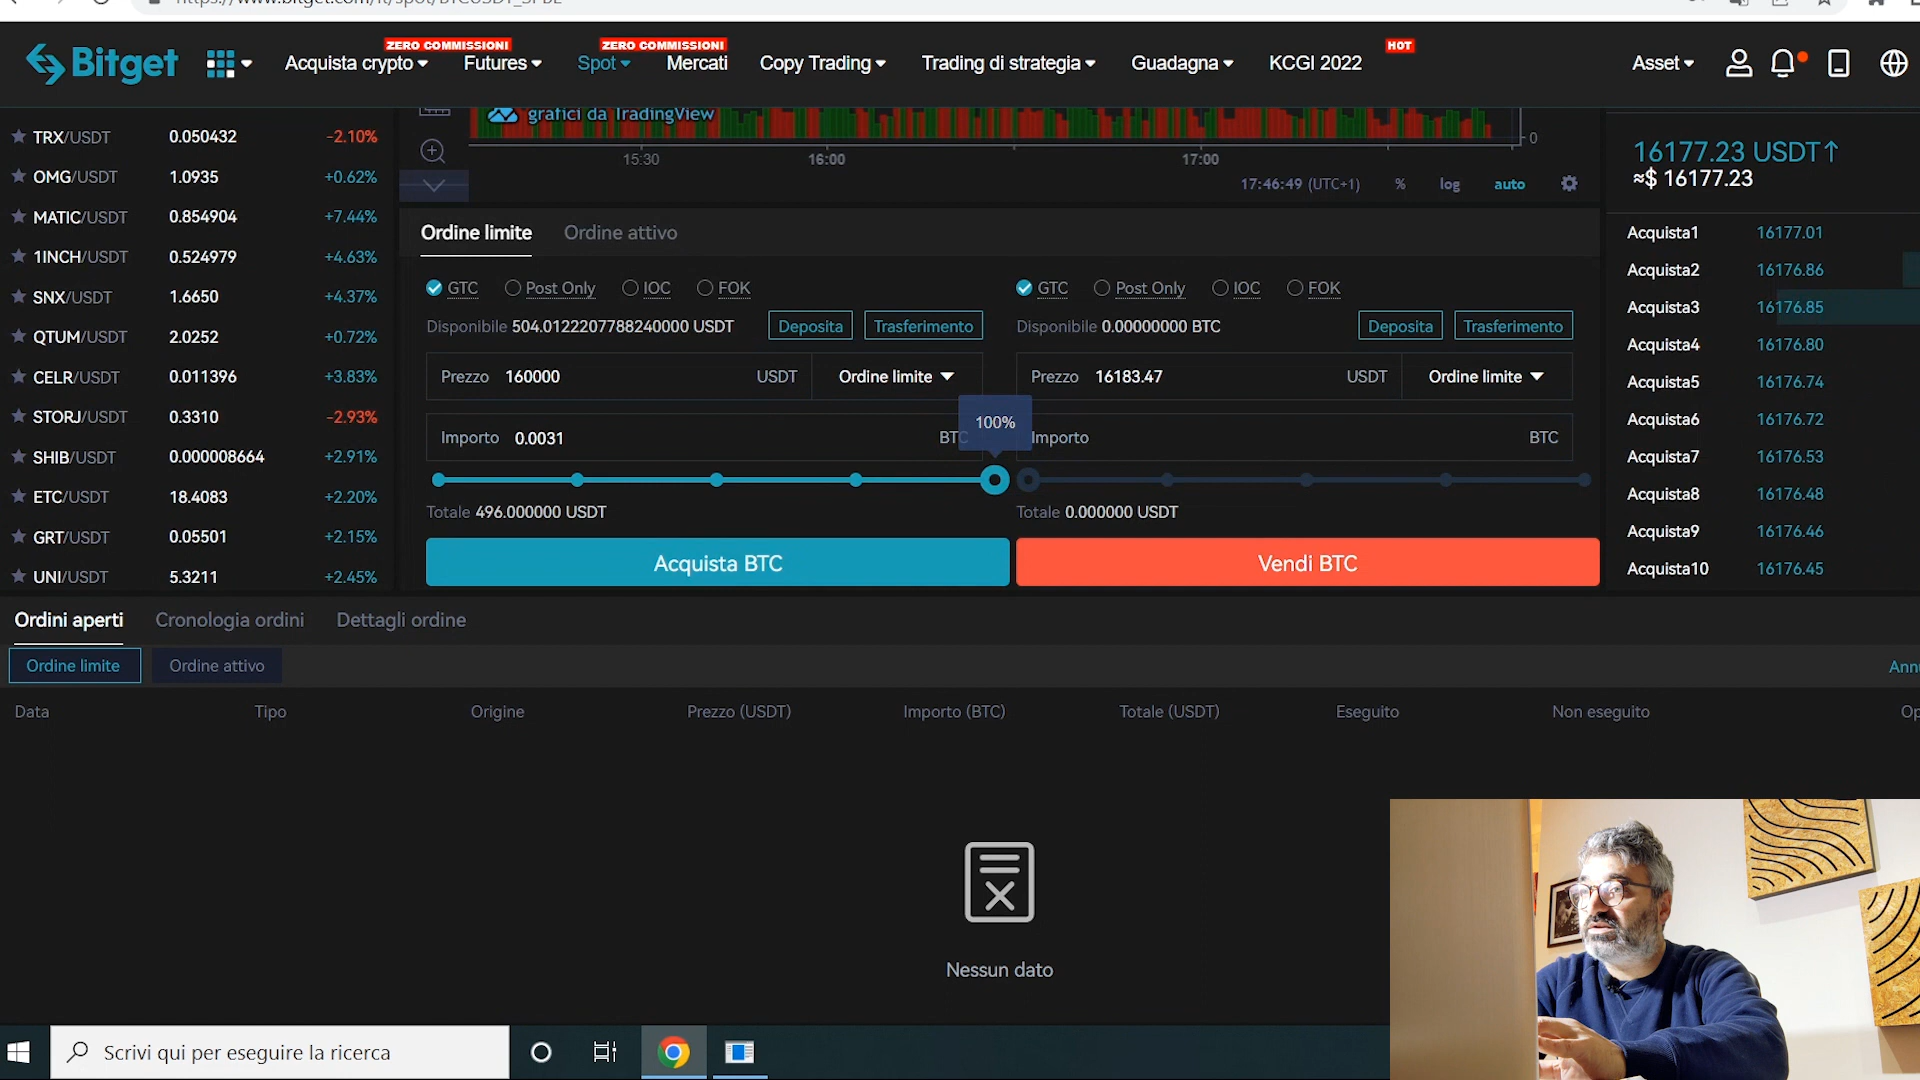 https://www.bitget.com/it/spot/BTCUSDT_SPBL
Bitget
Acquista crypto
ZERO COMMISSIONI
Futures
Spot
ZERO COMMISSIONI
Mercati
Copy Trading
Trading di strategia
Guadagna
KCGI 2022
HOT
Asset
TRX/USDT 0.050432 -2.10%
OMG/USDT 1.0935 +0.62%
MATIC/USDT 0.854904 +7.44%
1INCH/USDT 0.524979 +4.63%
SNX/USDT 1.6650 +4.37%
QTUM/USDT 2.0252 +0.72%
CELR/USDT 0.011396 +3.83%
STORJ/USDT 0.3310 -2.93%
SHIB/USDT 0.000008664 +2.91%
ETC/USDT 18.4083 +2.20%
GRT/USDT 0.05501 +2.15%
UNI/USDT 5.3211 +2.45%
grafici da TradingView
0
15:30 16:00 17:00
17:46:49 (UTC+1) % log auto
Ordine limite Ordine attivo
GTC Post Only IOC FOK
Disponibile 504.0122207788240000 USDT Deposita Trasferimento
Prezzo 160000 USDT Ordine limite
100%
Importo 0.0031 BTC
Totale 496.000000 USDT
Acquista BTC
GTC Post Only IOC FOK
Disponibile 0.00000000 BTC Deposita Trasferimento
Prezzo 16183.47 USDT Ordine limite
Importo BTC
Totale 0.000000 USDT
Vendi BTC
16177.23 USDT↑
≈$ 16177.23
Acquista1 16177.01
Acquista2 16176.86
Acquista3 16176.85
Acquista4 16176.80
Acquista5 16176.74
Acquista6 16176.72
Acquista7 16176.53
Acquista8 16176.48
Acquista9 16176.46
Acquista10 16176.45
Ordini aperti Cronologia ordini Dettagli ordine
Ordine limite Ordine attivo Annu
Data Tipo Origine Prezzo (USDT) Importo (BTC) Totale (USDT) Eseguito Non eseguito Op
Nessun dato
Scrivi qui per eseguire la ricerca